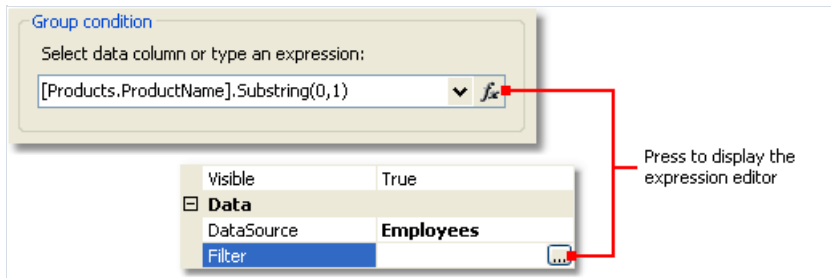 Group condition
Select data column or type an expression:
[Products.ProductName].Substring(0,1) fx
Press to display the
expression editor
Visible True
Data
DataSource Employees
Filter ...